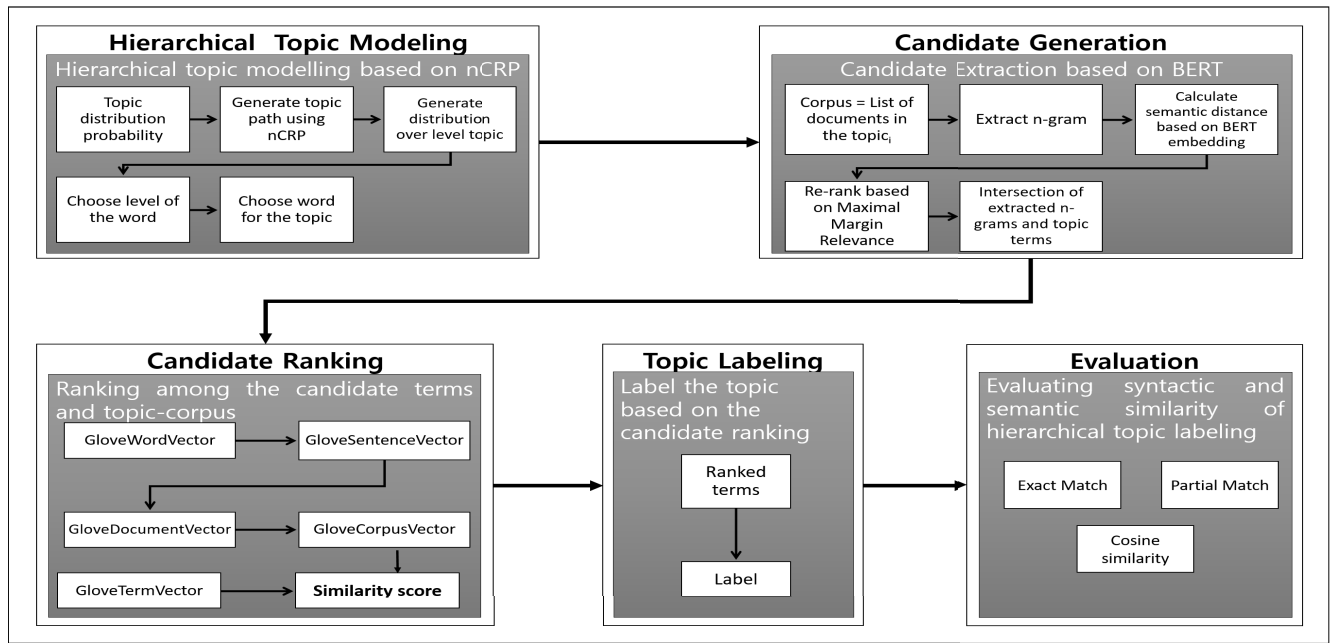 Hierarchical Topic Modeling
Hierarchical topic modelling based on nCRP
Topic
distribution
probability
Generate topic
path using
nCRP
Generate
distribution
over level topic
Choose level of
the word
Choose word
for the topic
Candidate Generation
Candidate Extraction based on BERT
Corpus = List of
documents in
the topici
Extract n-gram
Calculate
semantic distance
based on BERT
embedding
Re-rank based
on Maximal
Margin
Relevance
Intersection of
extracted n-
grams and topic
terms
Candidate Ranking
Ranking among the candidate terms
and topic-corpus
GloveWordVector
GloveSentenceVector
GloveDocumentVector
GloveCorpusVector
GloveTermVector
Similarity score
Topic Labeling
Label the topic
based on the
candidate ranking
Ranked
terms
Label
Evaluation
Evaluating syntactic and
semantic similarity of
hierarchical topic labeling
Exact Match
Partial Match
Cosine
similarity